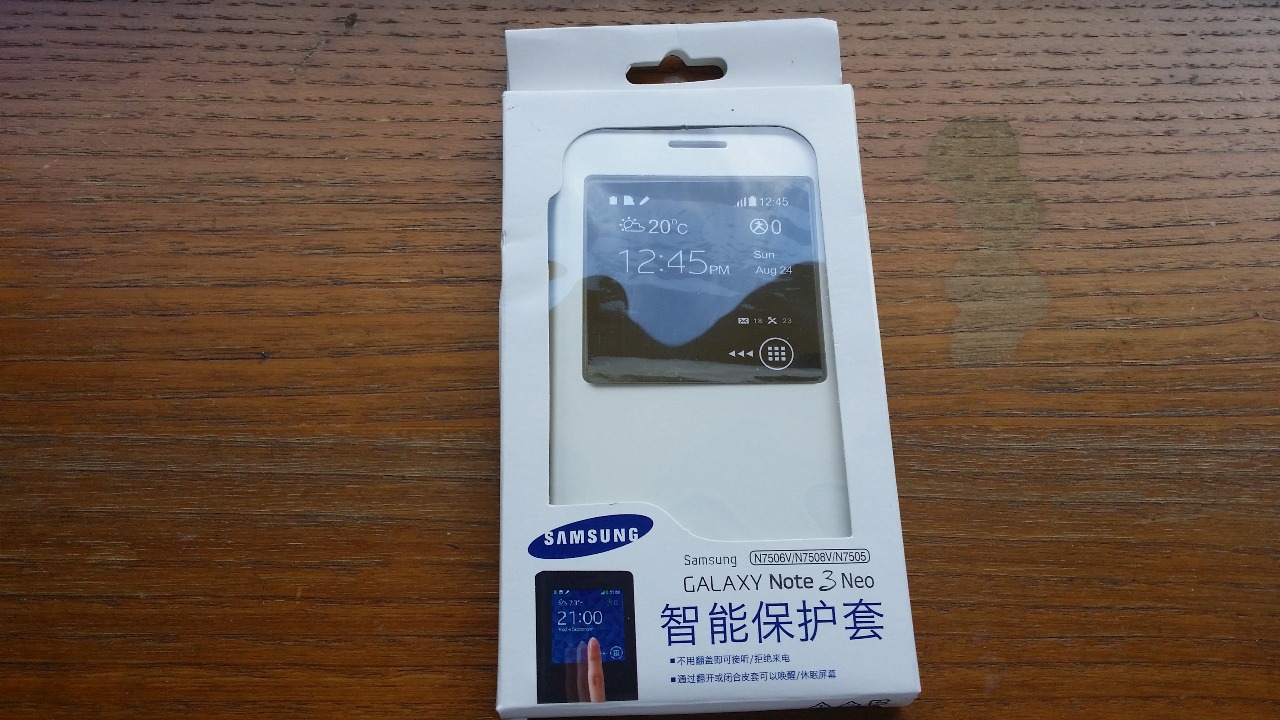 12:45
20°c 0
12:45PM Sun
Aug 24
18 23
SAMSUNG
Samsung N7506V/N7508V/N7505
GALAXY Note 3 Neo
智能保护套
■不用翻盖即可接听/拒绝来电
■通过翻开或闭合皮套可以唤醒/休眠屏幕
21:00